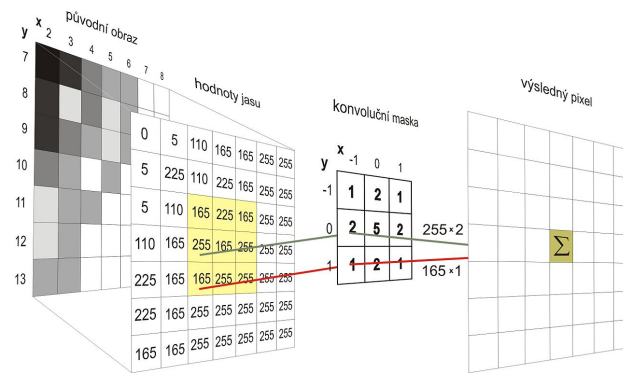 původní obraz
x 2 3 4 5 6 7 8
y
7
8
9
10
11
12
13
hodnoty jasu
0 5 110 165 165 255 255
5 225 110 225 165 255 255
5 110 165 225 165 255 255
110 165 255 165 255 255 255
225 165 165 255 255 255 255
225 165 255 255 255 255 255
165 165 255 255 255 255 255
konvoluční maska
x -1 0 1
y
-1 1 2 1
0 2 5 2
1 1 2 1
255×2
165×1
výsledný pixel
Σ